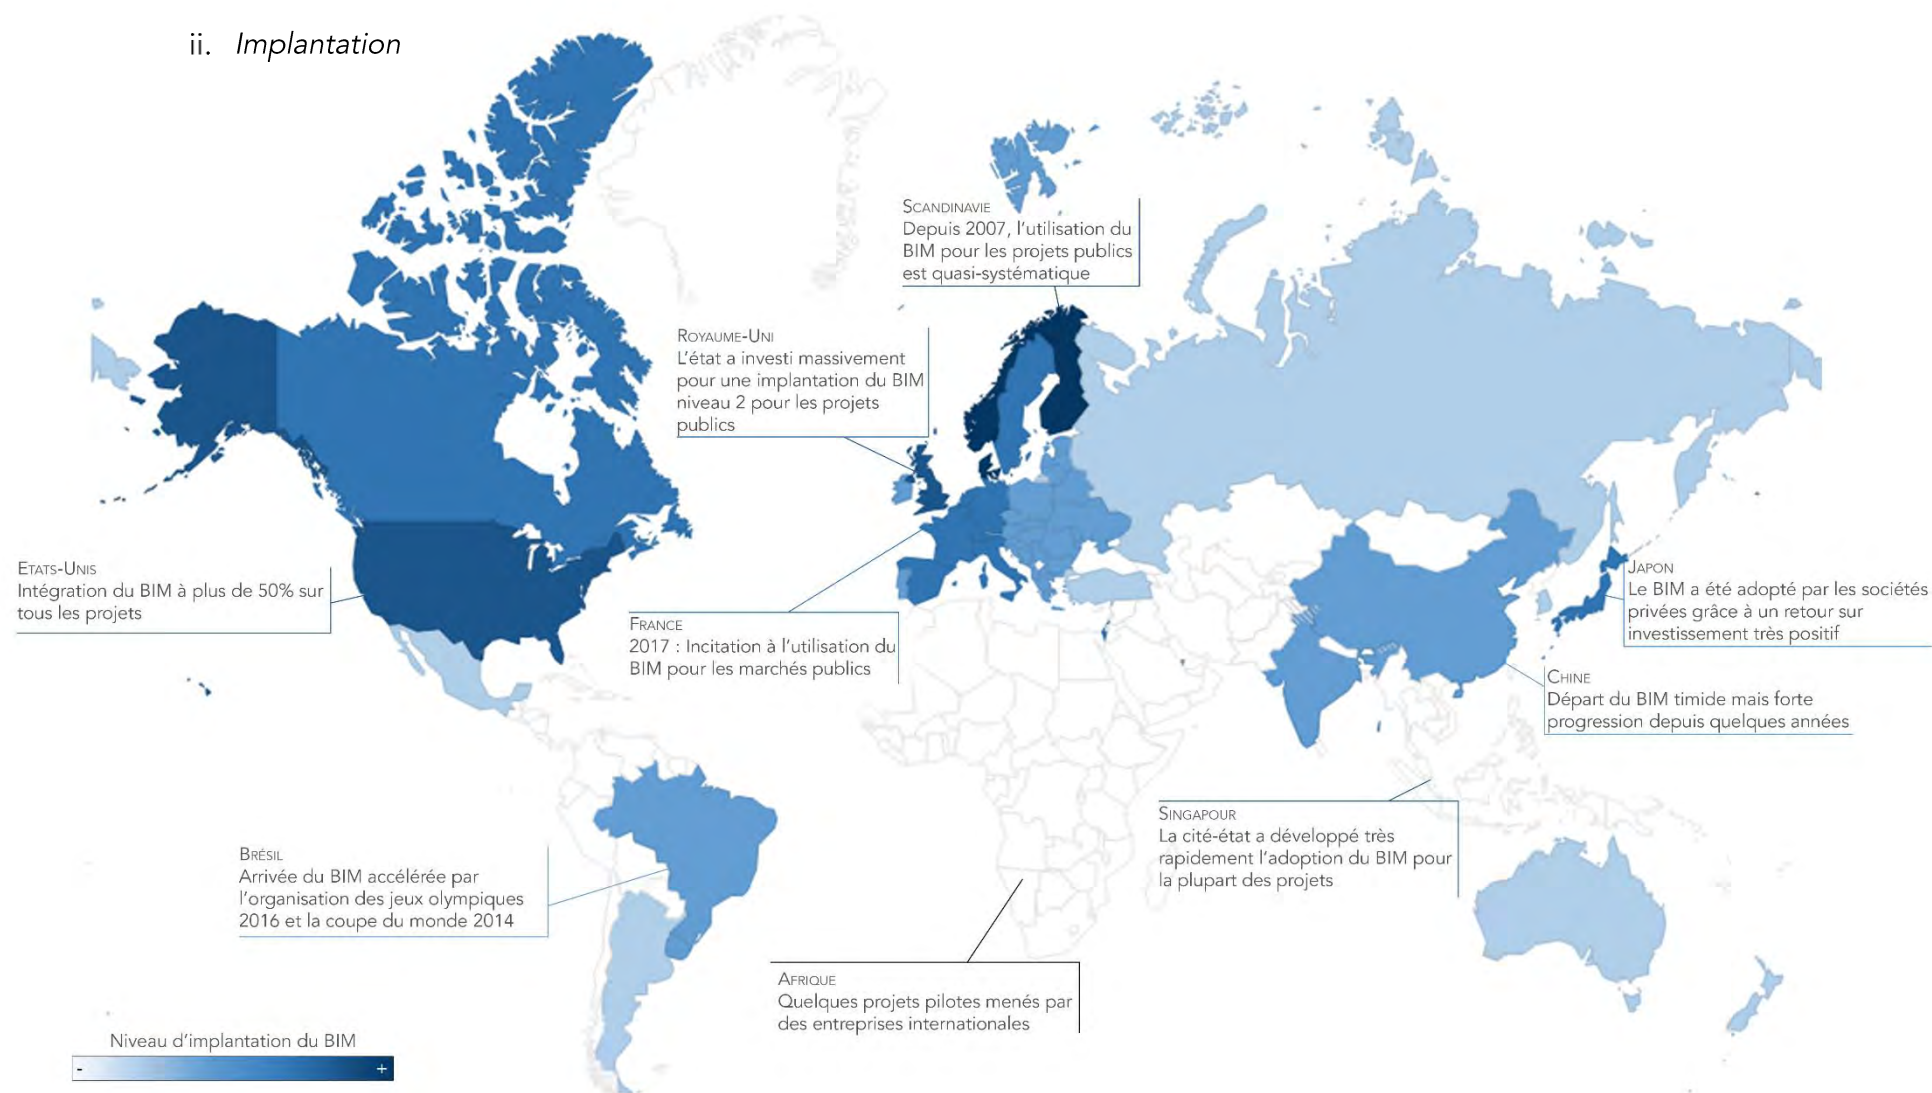 ii. Implantation
SCANDINAVIE
Depuis 2007, l'utilisation du
BIM pour les projets publics
est quasi-systématique
ROYAUME-UNI
L'état a investi massivement
pour une implantation du BIM
niveau 2 pour les projets
publics
ETATS-UNIS
Intégration du BIM à plus de 50% sur
tous les projets
FRANCE
2017 : Incitation à l'utilisation du
BIM pour les marchés publics
JAPON
Le BIM a été adopté par les sociétés
privées grâce à un retour sur
investissement très positif
CHINE
Départ du BIM timide mais forte
progression depuis quelques années
SINGAPOUR
La cité-état a développé très
rapidement l'adoption du BIM pour
la plupart des projets
BRÉSIL
Arrivée du BIM accélérée par
l'organisation des jeux olympiques
2016 et la coupe du monde 2014
AFRIQUE
Quelques projets pilotes menés par
des entreprises internationales
Niveau d'implantation du BIM
- +